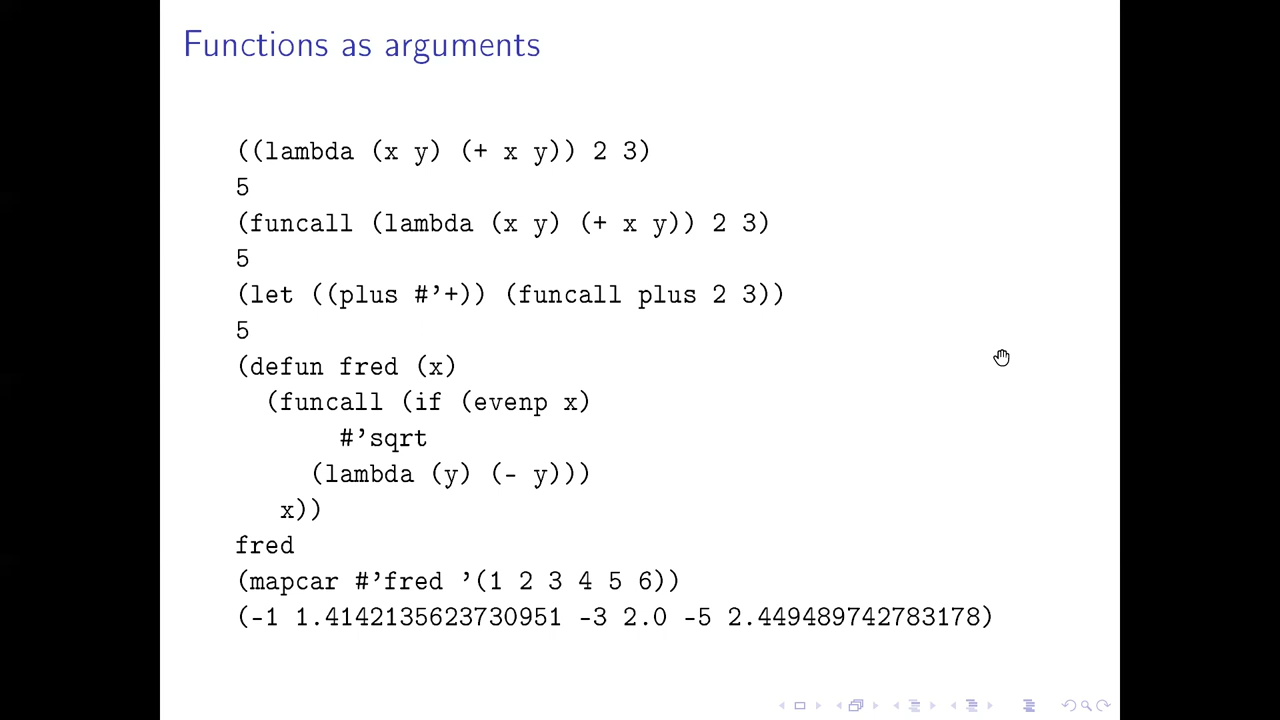 Functions as arguments
((lambda (x y) (+ x y)) 2 3)
5
(funcall (lambda (x y) (+ x y)) 2 3)
5
(let ((plus #'+)) (funcall plus 2 3))
5
(defun fred (x)
(funcall (if (evenp x)
#'sqrt
(lambda (y) (- y)))
x))
fred
(mapcar #'fred '(1 2 3 4 5 6))
(-1 1.4142135623730951 -3 2.0 -5 2.449489742783178)